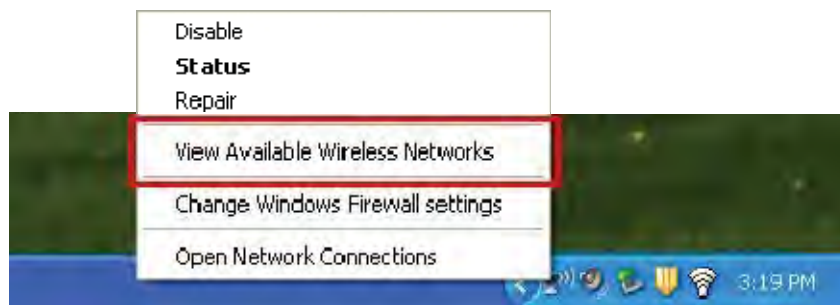 Disable
Status
Repair
View Available Wireless Networks
Change Windows Firewall settings
Open Network Connections
3:19 PM